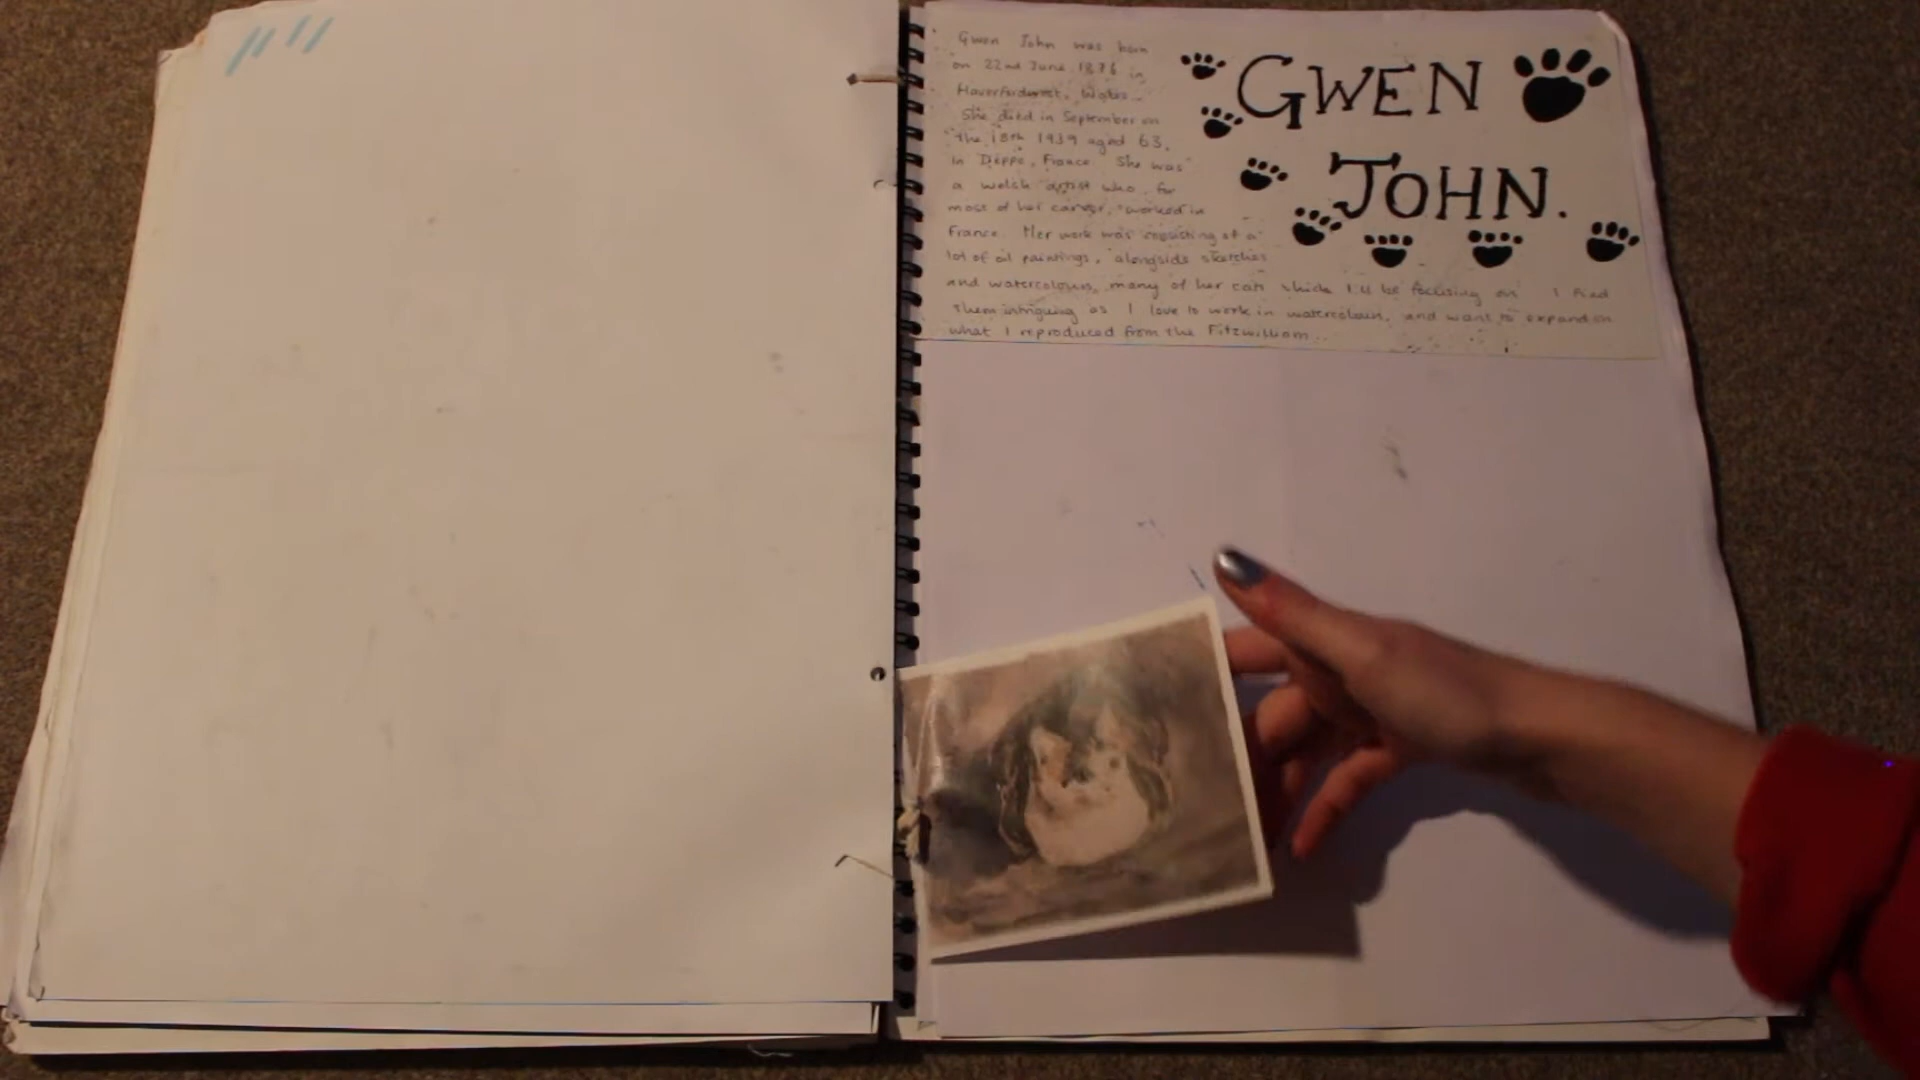 Gwen John was born
on 22nd June 1876 in
Haverfordwest, Wales.
She died in September on
the 18th 1939 aged 63,
in Dieppe, France. She was
a welsh artist who, for
most of her career, worked in
France. Her work was consisting of a
lot of oil paintings, alongside sketches
and watercolours, many of her cats which I'll be focusing on I find
them intriguing as I love to work in watercolours, and want to expand on
what I reproduced from the Fitzwilliam.
GWEN
JOHN.